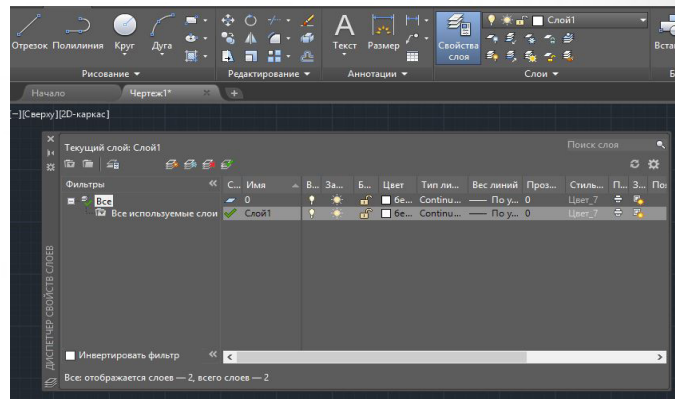 Слой1
Отрезок Полилиния Круг Дуга Текст Размер Свойства слоя
Рисование Редактирование Аннотации Слои
Начало Чертеж1* +
[−][Сверху][2D-каркас]
Текущий слой: Слой1 Поиск слоя
Фильтры « С... Имя В... За... Б... Цвет Тип ли... Вес линий Проз... Стиль... П... З...
Все 0 бе... Continu... По у... 0 Цвет_7
Все используемые слои Слой1 бе... Continu... По у... 0 Цвет_7
ДИСПЕТЧЕР СВОЙСТВ СЛОЕВ
Инвертировать фильтр «
Все: отображается слоев — 2, всего слоев — 2